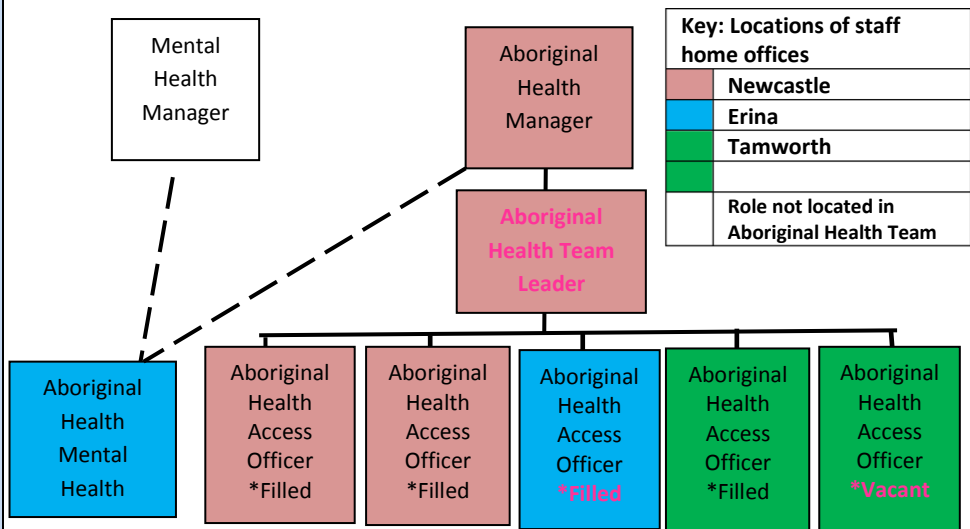 Mental
Health
Manager
Aboriginal
Health
Manager
Key: Locations of staff
home offices
Newcastle
Erina
Tamworth
Role not located in
Aboriginal Health Team
Aboriginal
Health Team
Leader
Aboriginal
Health
Mental
Health
Aboriginal
Health
Access
Officer
*Filled
Aboriginal
Health
Access
Officer
*Filled
Aboriginal
Health
Access
Officer
*Filled
Aboriginal
Health
Access
Officer
*Filled
Aboriginal
Health
Access
Officer
*Vacant